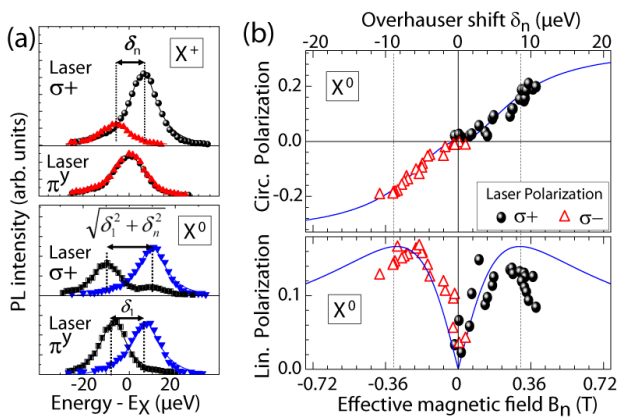 (a)
X⁺
δₙ
Laser
σ+
Laser
πʸ
PL intensity (arb. units)
√δ₁² + δₙ²
X⁰
Laser
σ+
δ₁
Laser
πʸ
-20 0 20
Energy - Eₓ (µeV)
(b)
Overhauser shift δₙ (µeV)
-20 -10 0 10 20
X⁰
0.2
0.0
-0.2
Circ. Polarization
Laser Polarization
σ+ σ−
X⁰
0.1
0.0
Lin. Polarization
-0.72 -0.36 0 0.36 0.72
Effective magnetic field Bₙ (T)